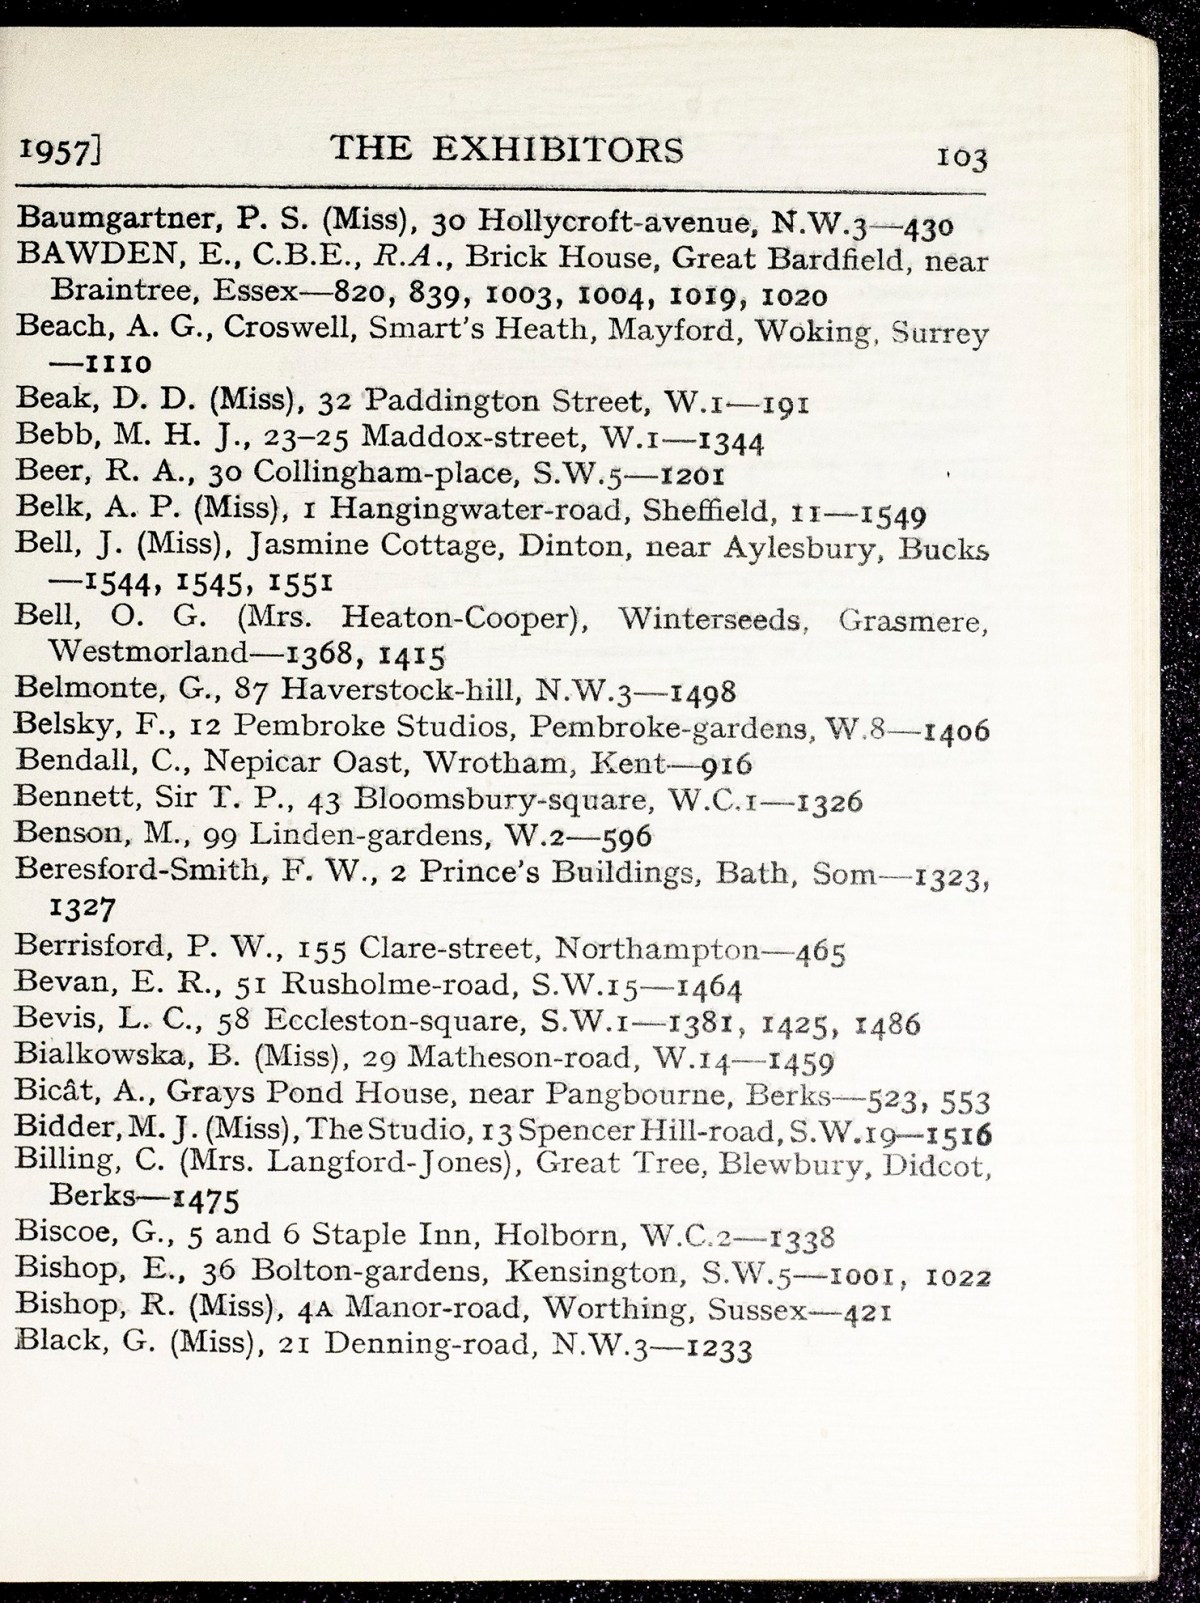 1957] THE EXHIBITORS 103
Baumgartner, P. S. (Miss), 30 Hollycroft-avenue, N.W.3—430
BAWDEN, E., C.B.E., R.A., Brick House, Great Bardfield, near
Braintree, Essex—820, 839, 1003, 1004, 1019, 1020
Beach, A. G., Croswell, Smart's Heath, Mayford, Woking, Surrey
—1110
Beak, D. D. (Miss), 32 Paddington Street, W.1—191
Bebb, M. H. J., 23–25 Maddox-street, W.1—1344
Beer, R. A., 30 Collingham-place, S.W.5—1201
Belk, A. P. (Miss), 1 Hangingwater-road, Sheffield, 11—1549
Bell, J. (Miss), Jasmine Cottage, Dinton, near Aylesbury, Bucks
—1544, 1545, 1551
Bell, O. G. (Mrs. Heaton-Cooper), Winterseeds, Grasmere,
Westmorland—1368, 1415
Belmonte, G., 87 Haverstock-hill, N.W.3—1498
Belsky, F., 12 Pembroke Studios, Pembroke-gardens, W.8—1406
Bendall, C., Nepicar Oast, Wrotham, Kent—916
Bennett, Sir T. P., 43 Bloomsbury-square, W.C.1—1326
Benson, M., 99 Linden-gardens, W.2—596
Beresford-Smith, F. W., 2 Prince's Buildings, Bath, Som—1323,
1327
Berrisford, P. W., 155 Clare-street, Northampton—465
Bevan, E. R., 51 Rusholme-road, S.W.15—1464
Bevis, L. C., 58 Eccleston-square, S.W.1—1381, 1425, 1486
Bialkowska, B. (Miss), 29 Matheson-road, W.14—1459
Bicât, A., Grays Pond House, near Pangbourne, Berks—523, 553
Bidder, M. J. (Miss), The Studio, 13 Spencer Hill-road, S.W.19—1516
Billing, C. (Mrs. Langford-Jones), Great Tree, Blewbury, Didcot,
Berks—1475
Biscoe, G., 5 and 6 Staple Inn, Holborn, W.C.2—1338
Bishop, E., 36 Bolton-gardens, Kensington, S.W.5—1001, 1022
Bishop, R. (Miss), 4A Manor-road, Worthing, Sussex—421
Black, G. (Miss), 21 Denning-road, N.W.3—1233